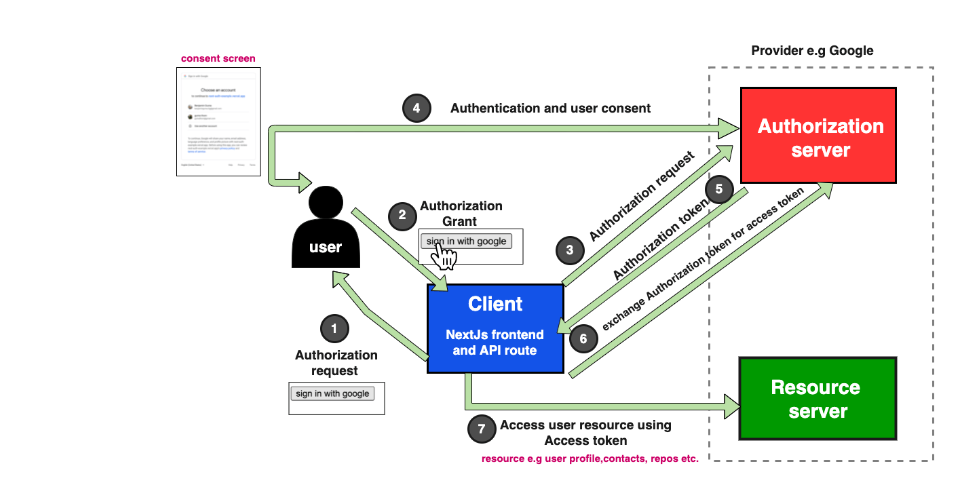 Provider e.g Google
consent screen
Choose an account
4
Authentication and user consent
Authorization
server
user
2
Authorization
Grant
sign in with google
3
Authorization request
5
Authorization token
6
exchange Authorization token for access token
Client
NextJs frontend
and API route
1
Authorization
request
sign in with google
Resource
server
7
Access user resource using
Access token
resource e.g user profile,contacts, repos etc.